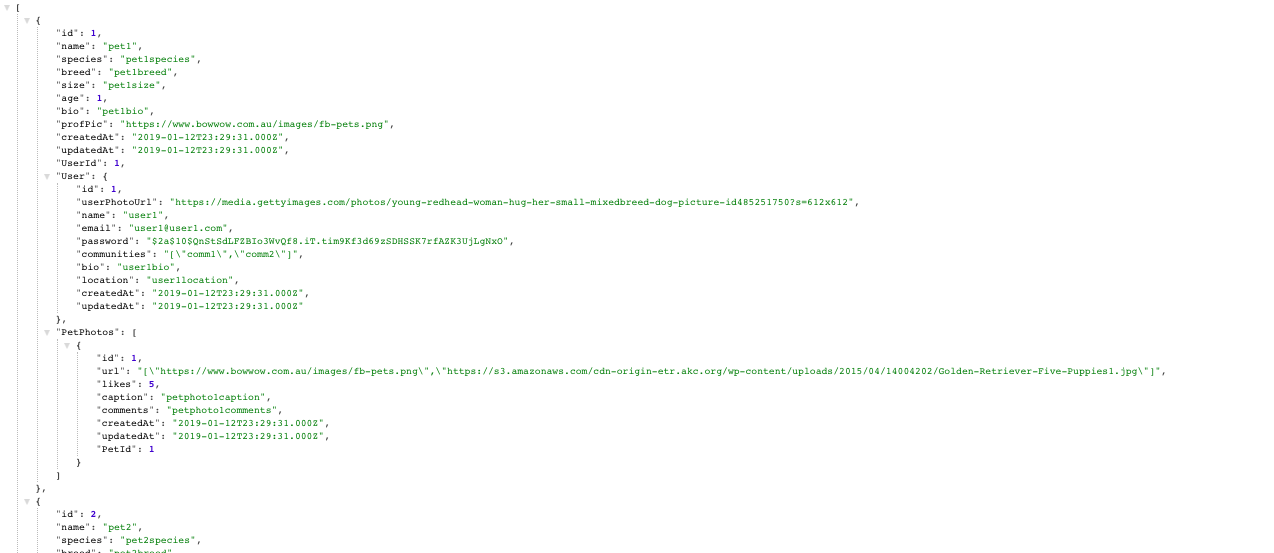 [
{
"id": 1,
"name": "pet1",
"species": "pet1species",
"breed": "pet1breed",
"size": "pet1size",
"age": 1,
"bio": "pet1bio",
"profPic": "https://www.bowwow.com.au/images/fb-pets.png",
"createdAt": "2019-01-12T23:29:31.000Z",
"updatedAt": "2019-01-12T23:29:31.000Z",
"UserId": 1,
"User": {
"id": 1,
"userPhotoUrl": "https://media.gettyimages.com/photos/young-redhead-woman-hug-her-small-mixedbreed-dog-picture-id485251750?s=612x612",
"name": "user1",
"email": "user1@user1.com",
"password": "$2a$10$QnStSdLFZBIo3WvQf8.iT.tim9Kf3d69zSDHSSK7rfAZK3UjLgNxO",
"communities": "[\"comm1\",\"comm2\"]",
"bio": "user1bio",
"location": "user1location",
"createdAt": "2019-01-12T23:29:31.000Z",
"updatedAt": "2019-01-12T23:29:31.000Z"
},
"PetPhotos": [
{
"id": 1,
"url": "[\"https://www.bowwow.com.au/images/fb-pets.png\",\"https://s3.amazonaws.com/cdn-origin-etr.akc.org/wp-content/uploads/2015/04/14004202/Golden-Retriever-Five-Puppies1.jpg\"]",
"likes": 5,
"caption": "petphoto1caption",
"comments": "petphoto1comments",
"createdAt": "2019-01-12T23:29:31.000Z",
"updatedAt": "2019-01-12T23:29:31.000Z",
"PetId": 1
}
]
},
{
"id": 2,
"name": "pet2",
"species": "pet2species",
"breed": "pet2breed",